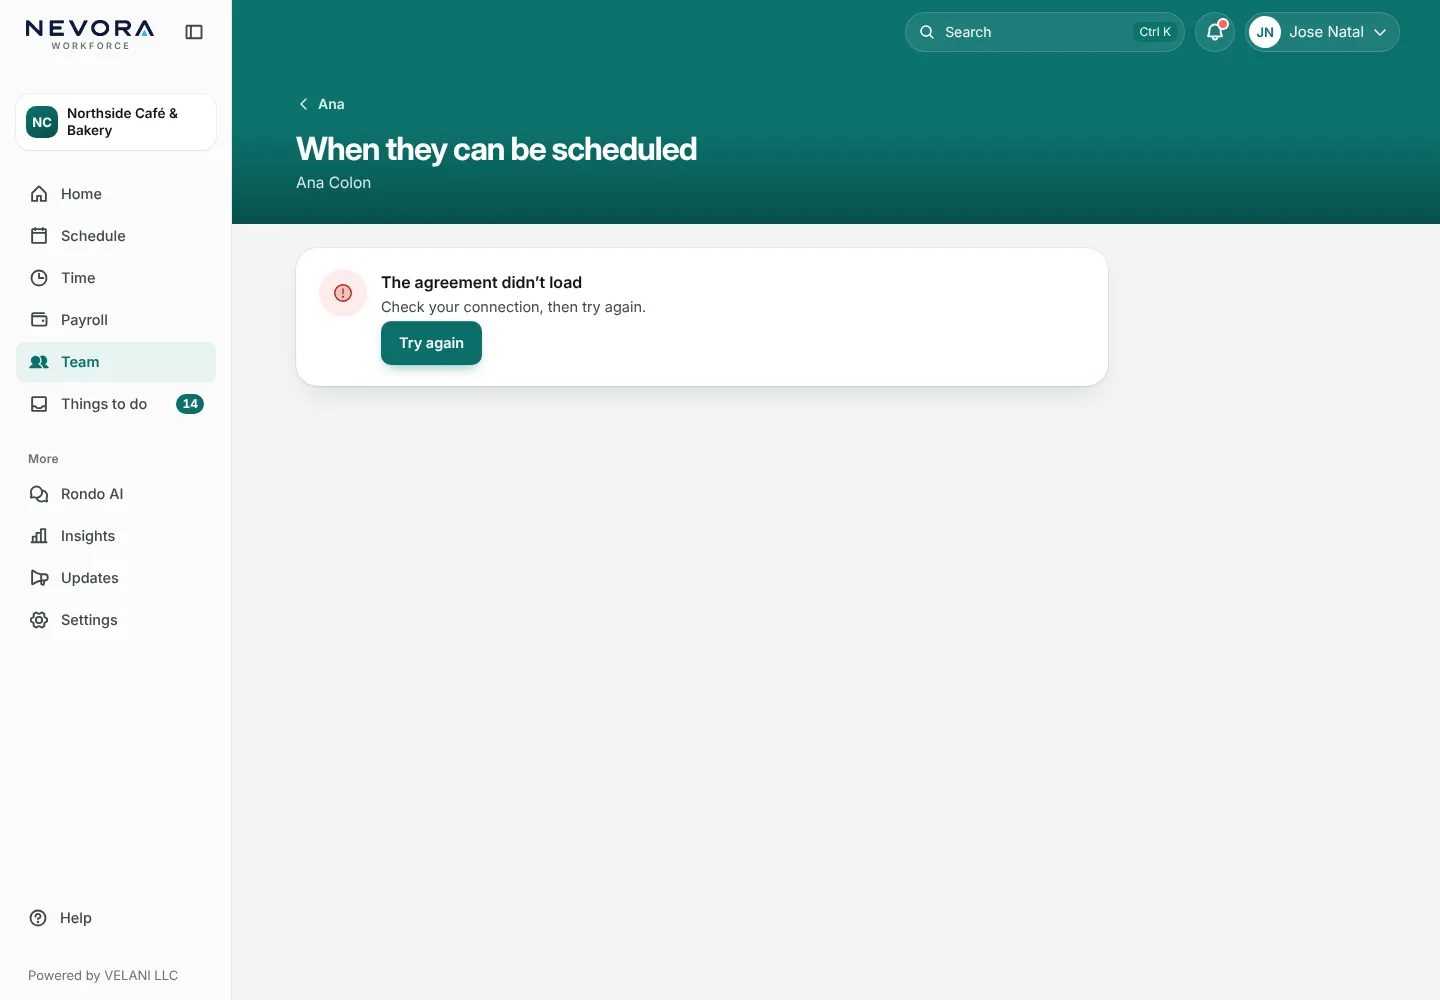 NEVORA
WORKFORCE
Search
Ctrl K
JN
Jose Natal
Northside Café &
Bakery
NC
Home
Schedule
Time
Payroll
Team
Things to do
14
More
Rondo AI
Insights
Updates
Settings
Help
Powered by VELANI LLC
Ana
When they can be scheduled
Ana Colon
The agreement didn’t load
Check your connection, then try again.
Try again